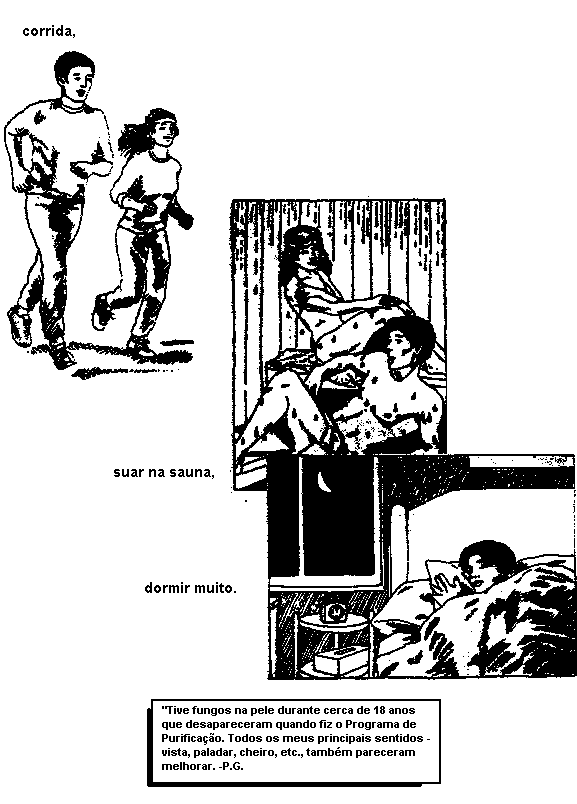 corrida,
suar na sauna,
dormir muito.
"Tive fungos na pele durante cerca de 18 anos
que desapareceram quando fiz o Programa de
Purificação. Todos os meus principais sentidos -
vista, paladar, cheiro, etc., também pareceram
melhorar. -P.G.